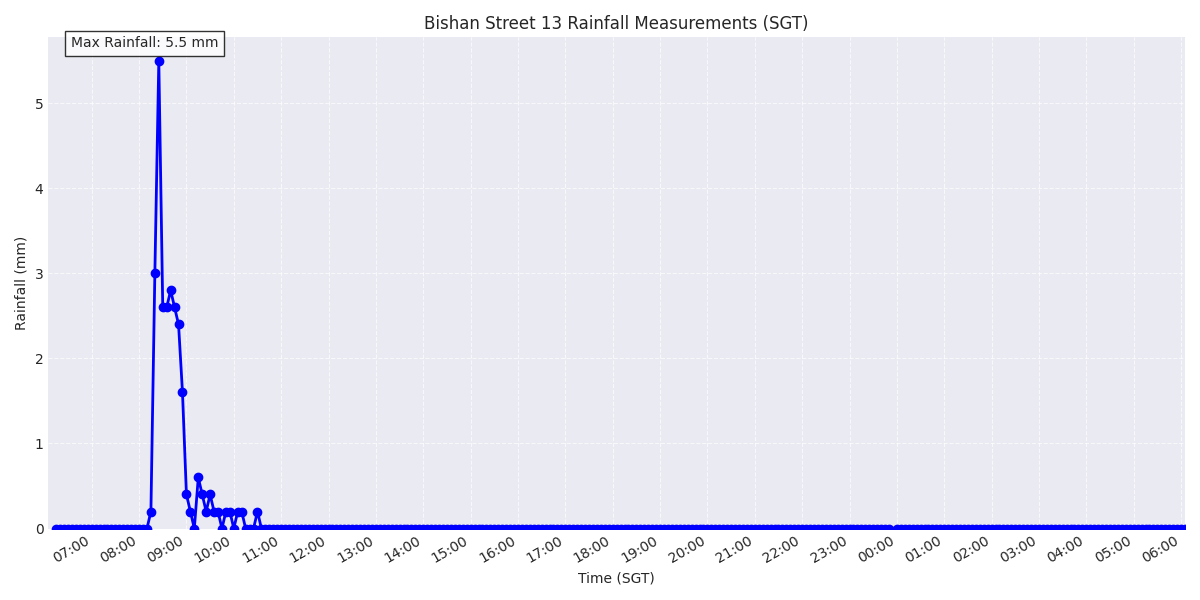 Bishan Street 13 Rainfall Measurements (SGT)
Max Rainfall: 5.5 mm
5
4
3
2
1
0
Rainfall (mm)
07:00 08:00 09:00 10:00 11:00 12:00 13:00 14:00 15:00 16:00 17:00 18:00 19:00 20:00 21:00 22:00 23:00 00:00 01:00 02:00 03:00 04:00 05:00 06:00
Time (SGT)